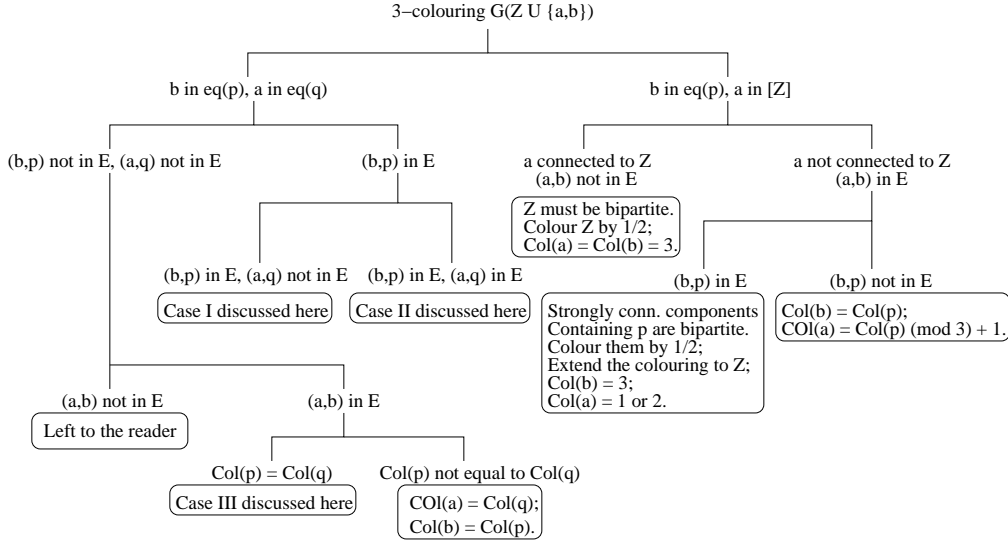 3−colouring G(Z U {a,b})
b in eq(p), a in eq(q)
b in eq(p), a in [Z]
(b,p) not in E, (a,q) not in E
(b,p) in E
a connected to Z
(a,b) not in E
a not connected to Z
(a,b) in E
Z must be bipartite.
Colour Z by 1/2;
Col(a) = Col(b) = 3.
(b,p) in E, (a,q) not in E
(b,p) in E, (a,q) in E
(b,p) in E
(b,p) not in E
Case I discussed here
Case II discussed here
Strongly conn. components
Containing p are bipartite.
Colour them by 1/2;
Extend the colouring to Z;
Col(b) = 3;
Col(a) = 1 or 2.
Col(b) = Col(p);
COl(a) = Col(p) (mod 3) + 1.
(a,b) not in E
(a,b) in E
Left to the reader
Col(p) = Col(q)
Col(p) not equal to Col(q)
Case III discussed here
COl(a) = Col(q);
Col(b) = Col(p).